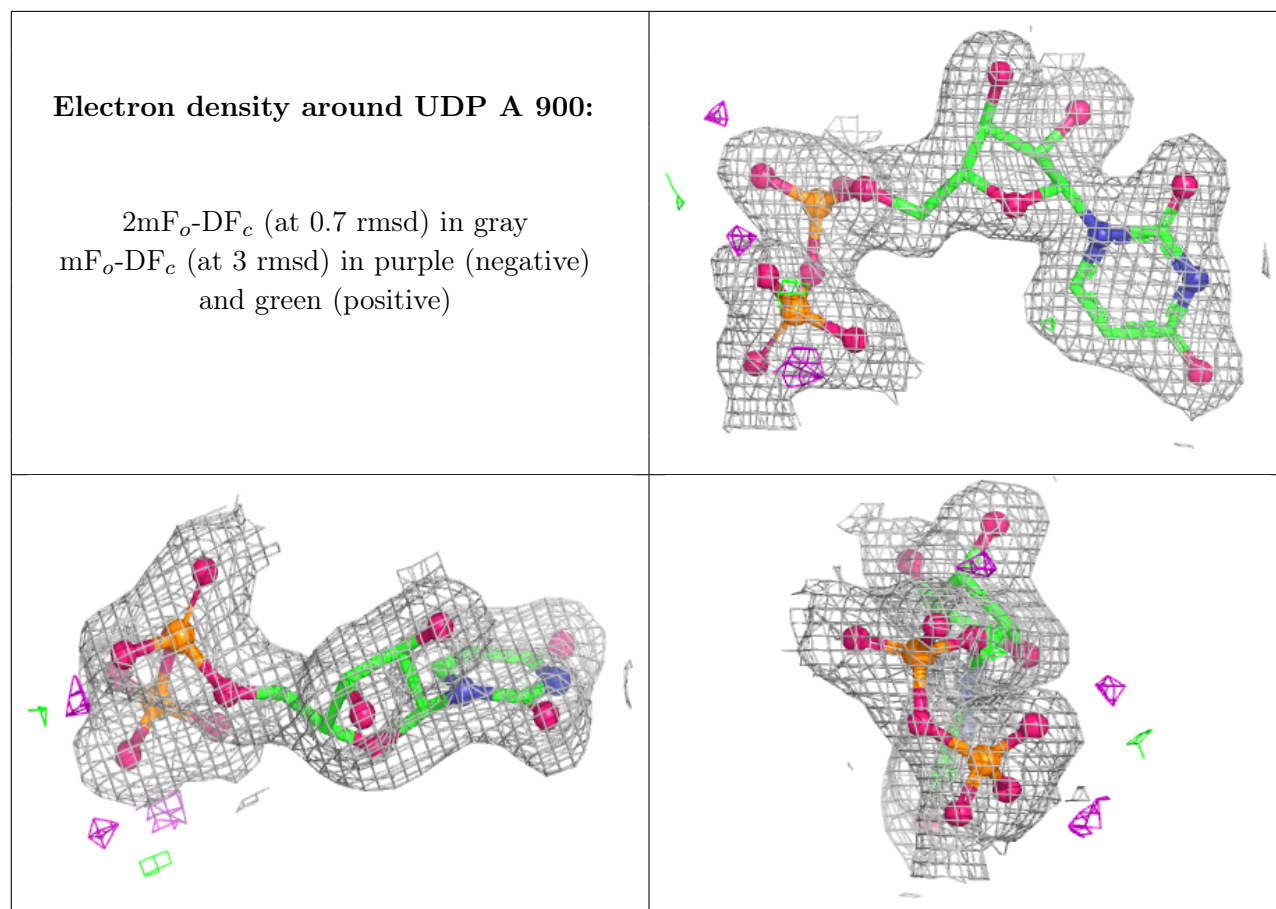 Electron density around UDP A 900:
2mFo-DFc (at 0.7 rmsd) in gray
mFo-DFc (at 3 rmsd) in purple (negative)
and green (positive)